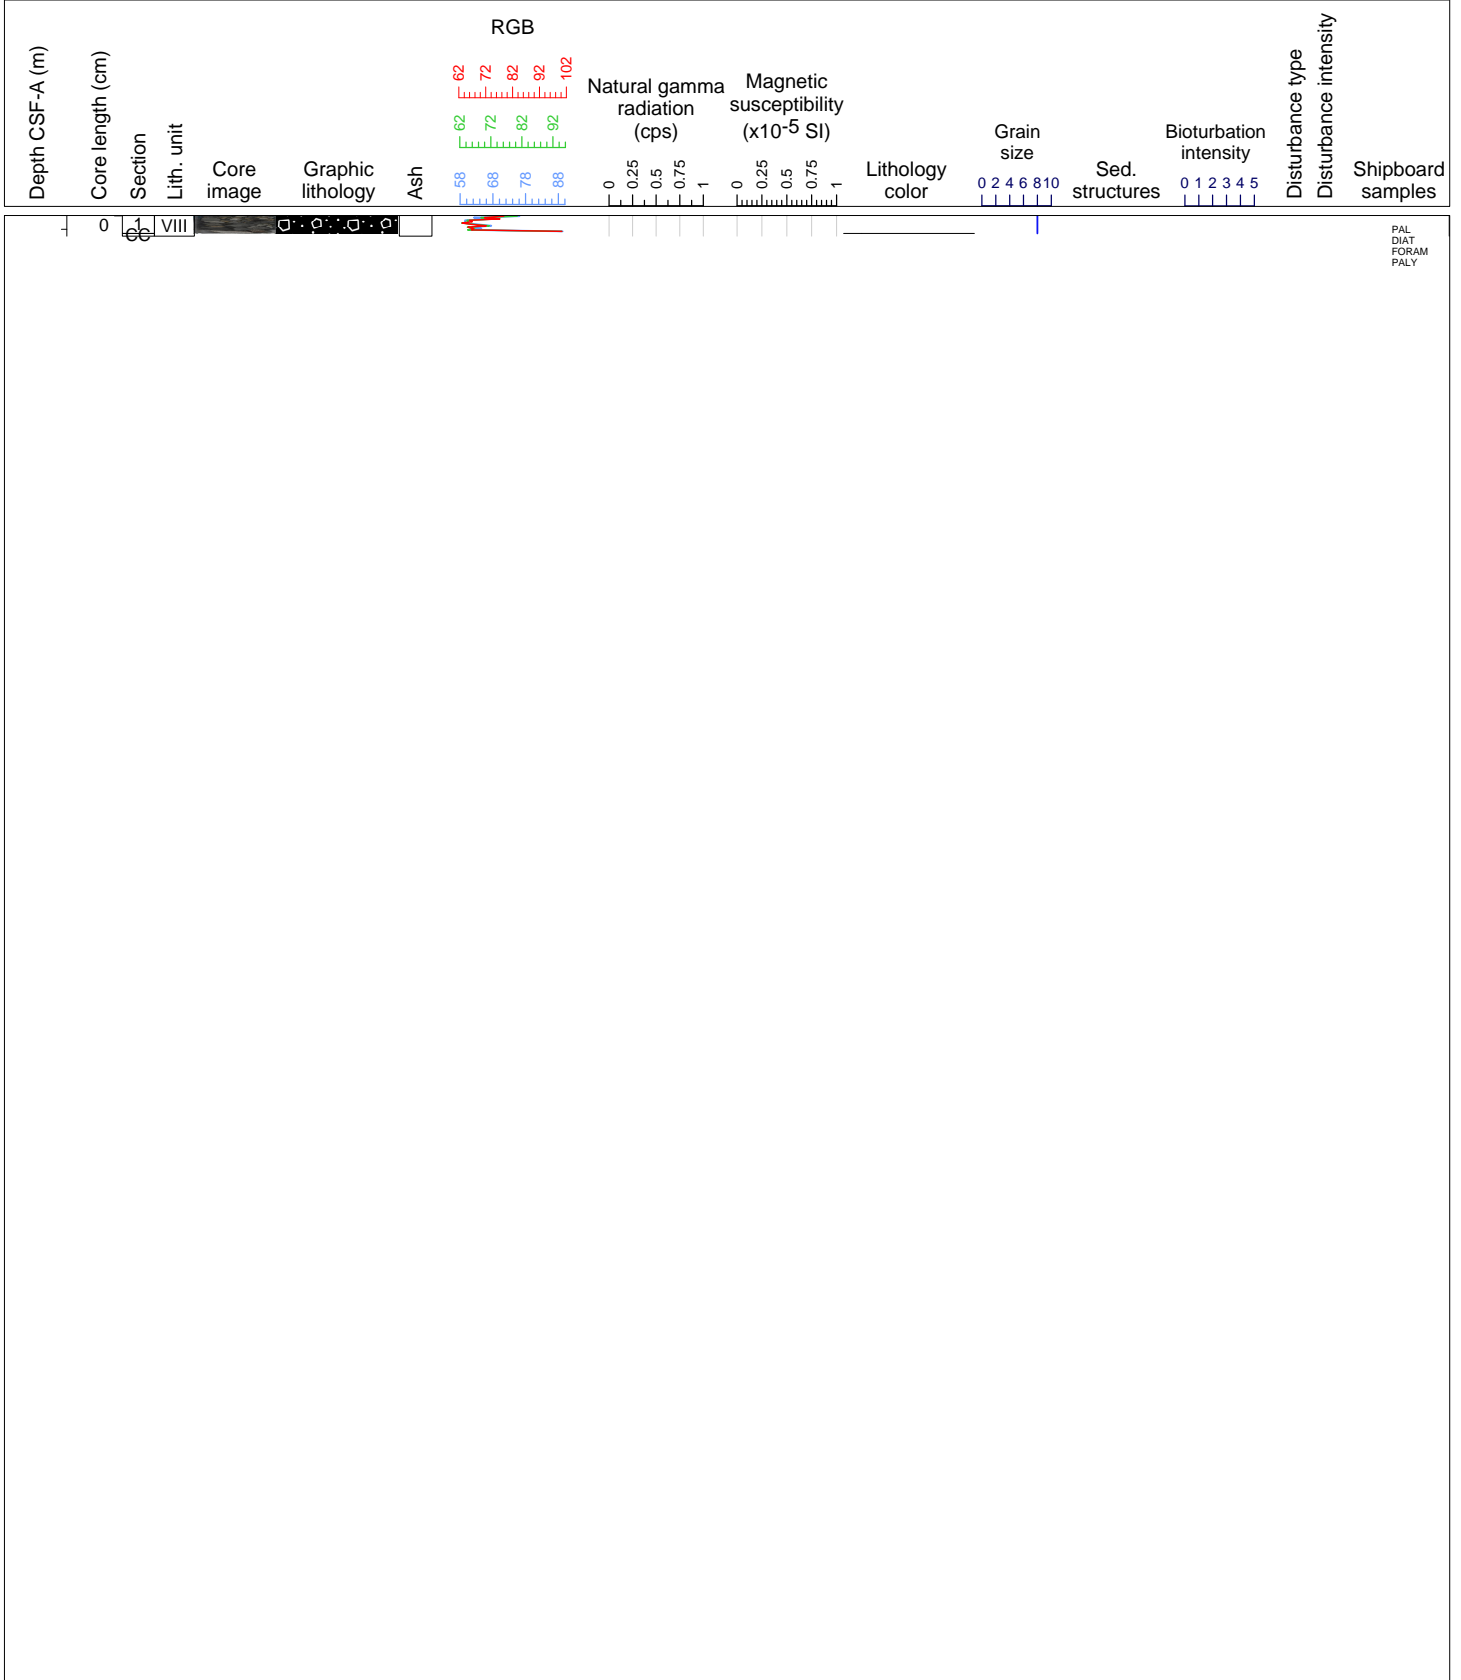 RGB
62 72 82 92 102
62 72 82 92
58 68 78 88
Depth CSF-A (m)
Core length (cm)
Section
Lith. unit
Core
image
Graphic
lithology
Ash
Natural gamma
radiation
(cps)
0 0.25 0.5 0.75 1
Magnetic
susceptibility
(x10-5 SI)
0 0.25 0.5 0.75 1
Lithology
color
Grain
size
0 2 4 6 8 10
Sed.
structures
Bioturbation
intensity
0 1 2 3 4 5
Disturbance type
Disturbance intensity
Shipboard
samples
0 1 VIII
CC
PAL
DIAT
FORAM
PALY